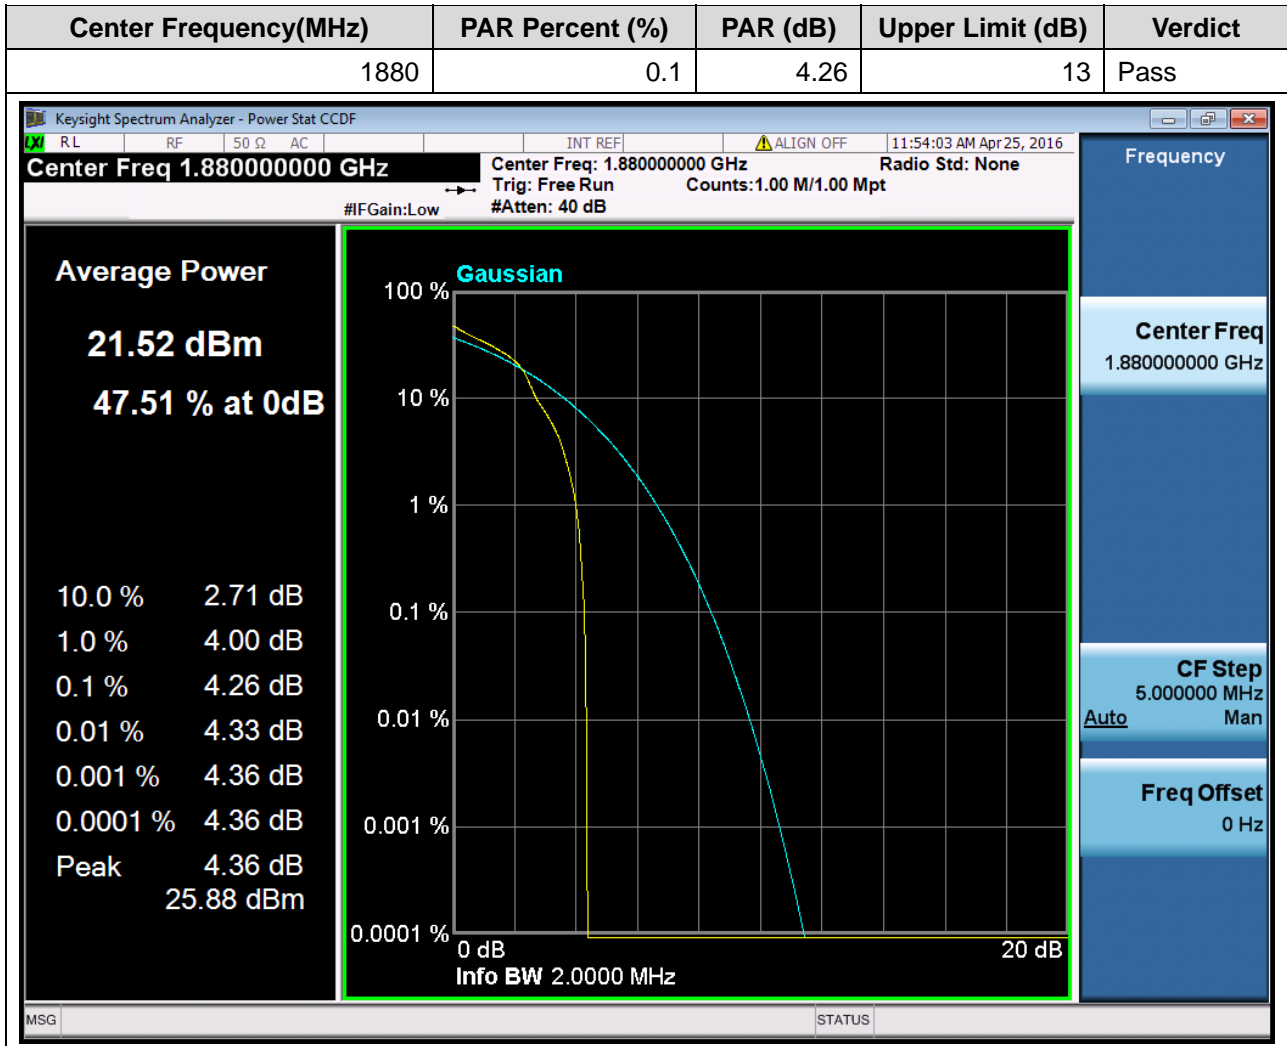 Center Frequency(MHz) PAR Percent (%) PAR (dB) Upper Limit (dB) Verdict
1880 0.1 4.26 13 Pass
Keysight Spectrum Analyzer - Power Stat CCDF
LXI RL RF 50 Ω AC INT REF ALIGN OFF 11:54:03 AM Apr 25, 2016
Center Freq 1.880000000 GHz
Center Freq: 1.880000000 GHz Radio Std: None
Trig: Free Run Counts:1.00 M/1.00 Mpt
#IFGain:Low #Atten: 40 dB
Average Power
21.52 dBm
47.51 % at 0dB
10.0 % 2.71 dB
1.0 % 4.00 dB
0.1 % 4.26 dB
0.01 % 4.33 dB
0.001 % 4.36 dB
0.0001 % 4.36 dB
Peak 4.36 dB
25.88 dBm
Gaussian
100 %
10 %
1 %
0.1 %
0.01 %
0.001 %
0.0001 %
0 dB 20 dB
Info BW 2.0000 MHz
Frequency
Center Freq
1.880000000 GHz
CF Step
5.000000 MHz
Auto Man
Freq Offset
0 Hz
MSG STATUS